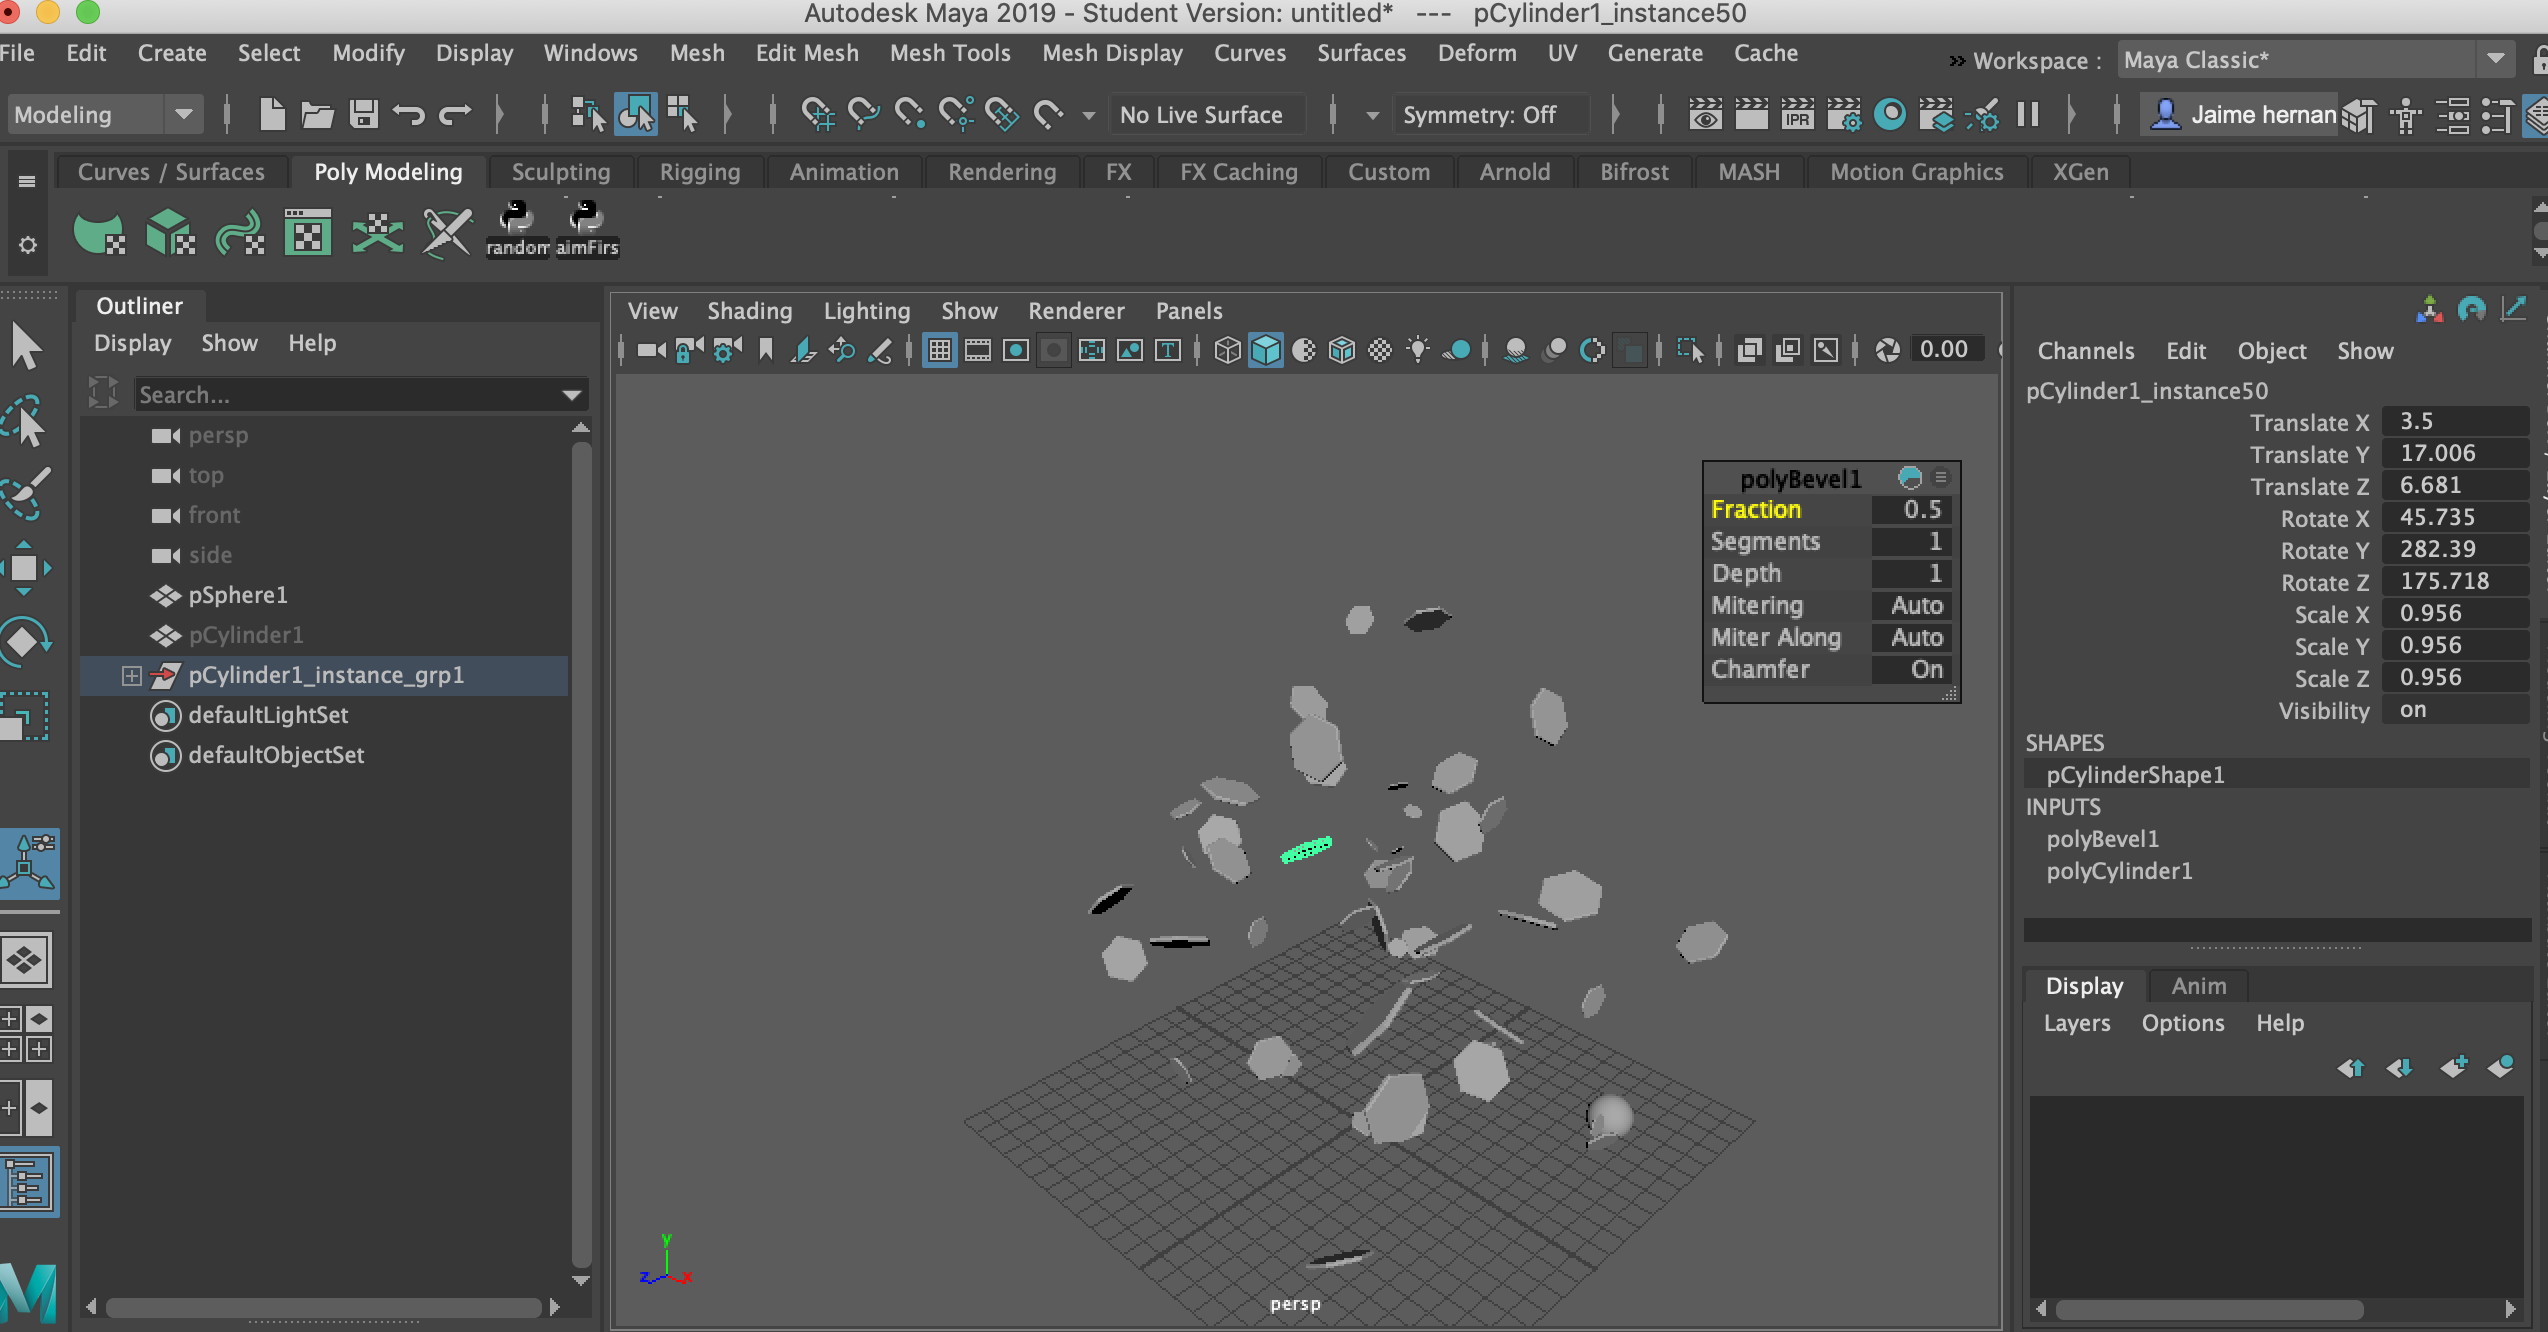 Autodesk Maya 2019 - Student Version: untitled* --- pCylinder1_instance50
File Edit Create Select Modify Display Windows Mesh Edit Mesh Mesh Tools Mesh Display Curves Surfaces Deform UV Generate Cache
Workspace : Maya Classic*
Modeling No Live Surface Symmetry: Off IPR Jaime hernan
Curves / Surfaces Poly Modeling Sculpting Rigging Animation Rendering FX FX Caching Custom Arnold Bifrost MASH Motion Graphics XGen
random aimFirs
Outliner
Display Show Help
Search...
persp
top
front
side
pSphere1
pCylinder1
pCylinder1_instance_grp1
defaultLightSet
defaultObjectSet
View Shading Lighting Show Renderer Panels
0.00
polyBevel1
Fraction 0.5
Segments 1
Depth 1
Mitering Auto
Miter Along Auto
Chamfer On
y
z x
persp
Channels Edit Object Show
pCylinder1_instance50
Translate X 3.5
Translate Y 17.006
Translate Z 6.681
Rotate X 45.735
Rotate Y 282.39
Rotate Z 175.718
Scale X 0.956
Scale Y 0.956
Scale Z 0.956
Visibility on
SHAPES
pCylinderShape1
INPUTS
polyBevel1
polyCylinder1
Display Anim
Layers Options Help